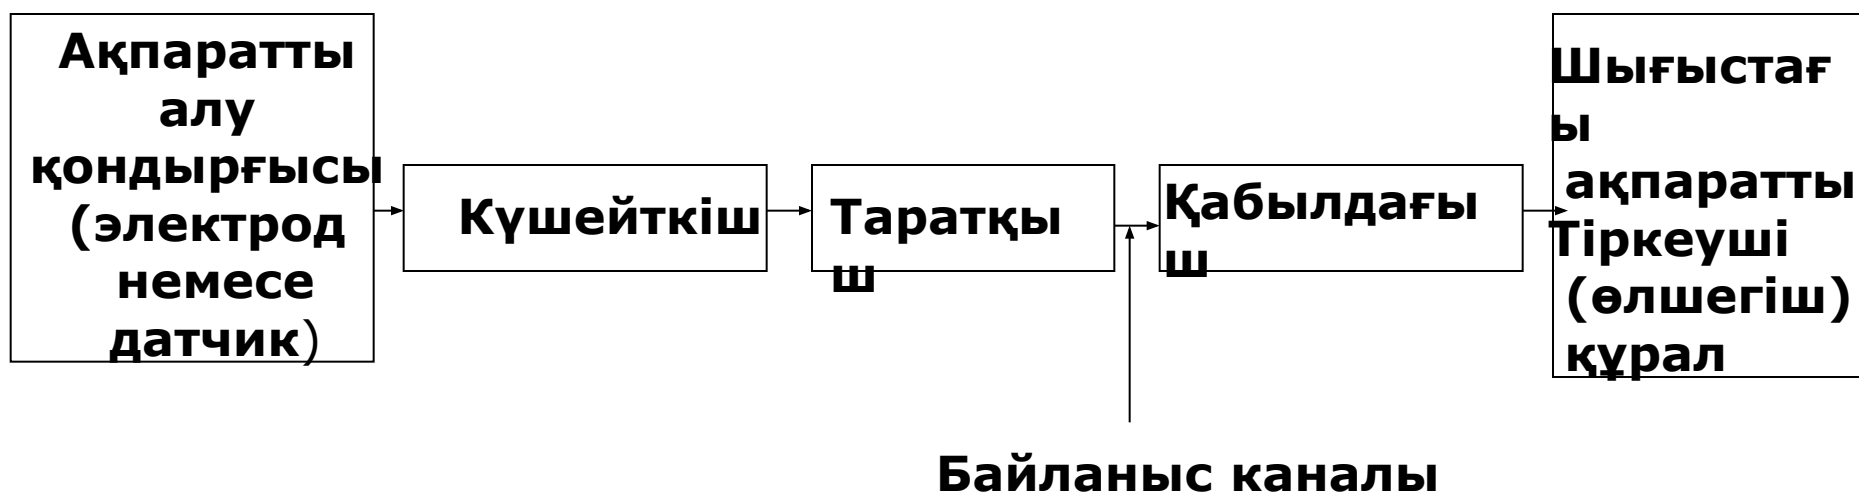 Ақпаратты
алу
қондырғысы
(электрод
немесе
датчик)
Күшейткіш
Таратқы
ш
Қабылдағы
ш
Шығыстағ
ы
ақпаратты
Тіркеуші
(өлшегіш)
құрал
Байланыс каналы